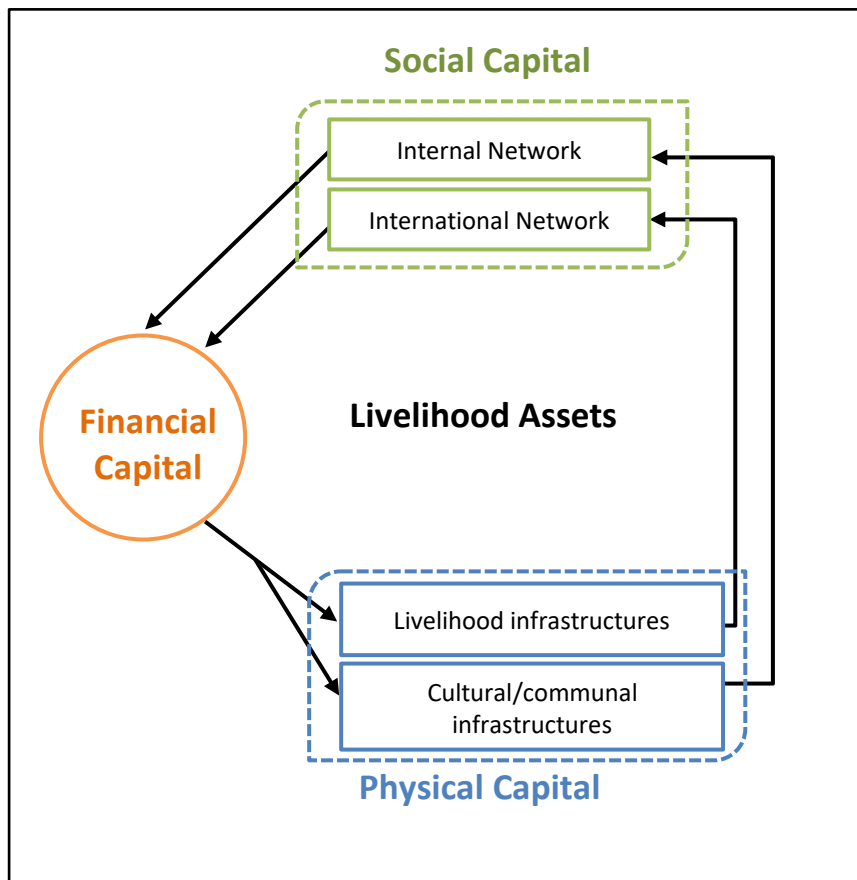 Social Capital
Internal Network
International Network
Financial
Capital
Livelihood Assets
Livelihood infrastructures
Cultural/communal
infrastructures
Physical Capital